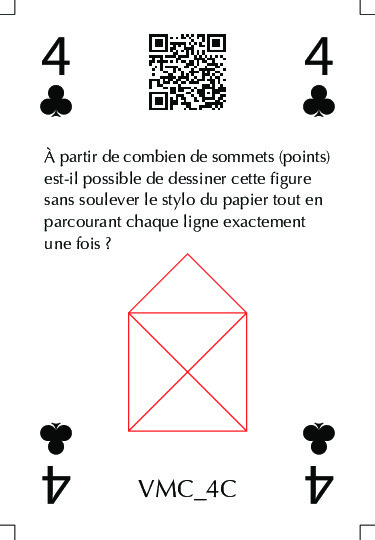 4
4
À partir de combien de sommets (points)
est-il possible de dessiner cette figure
sans soulever le stylo du papier tout en
parcourant chaque ligne exactement
une fois ?
4
VMC_4C
4